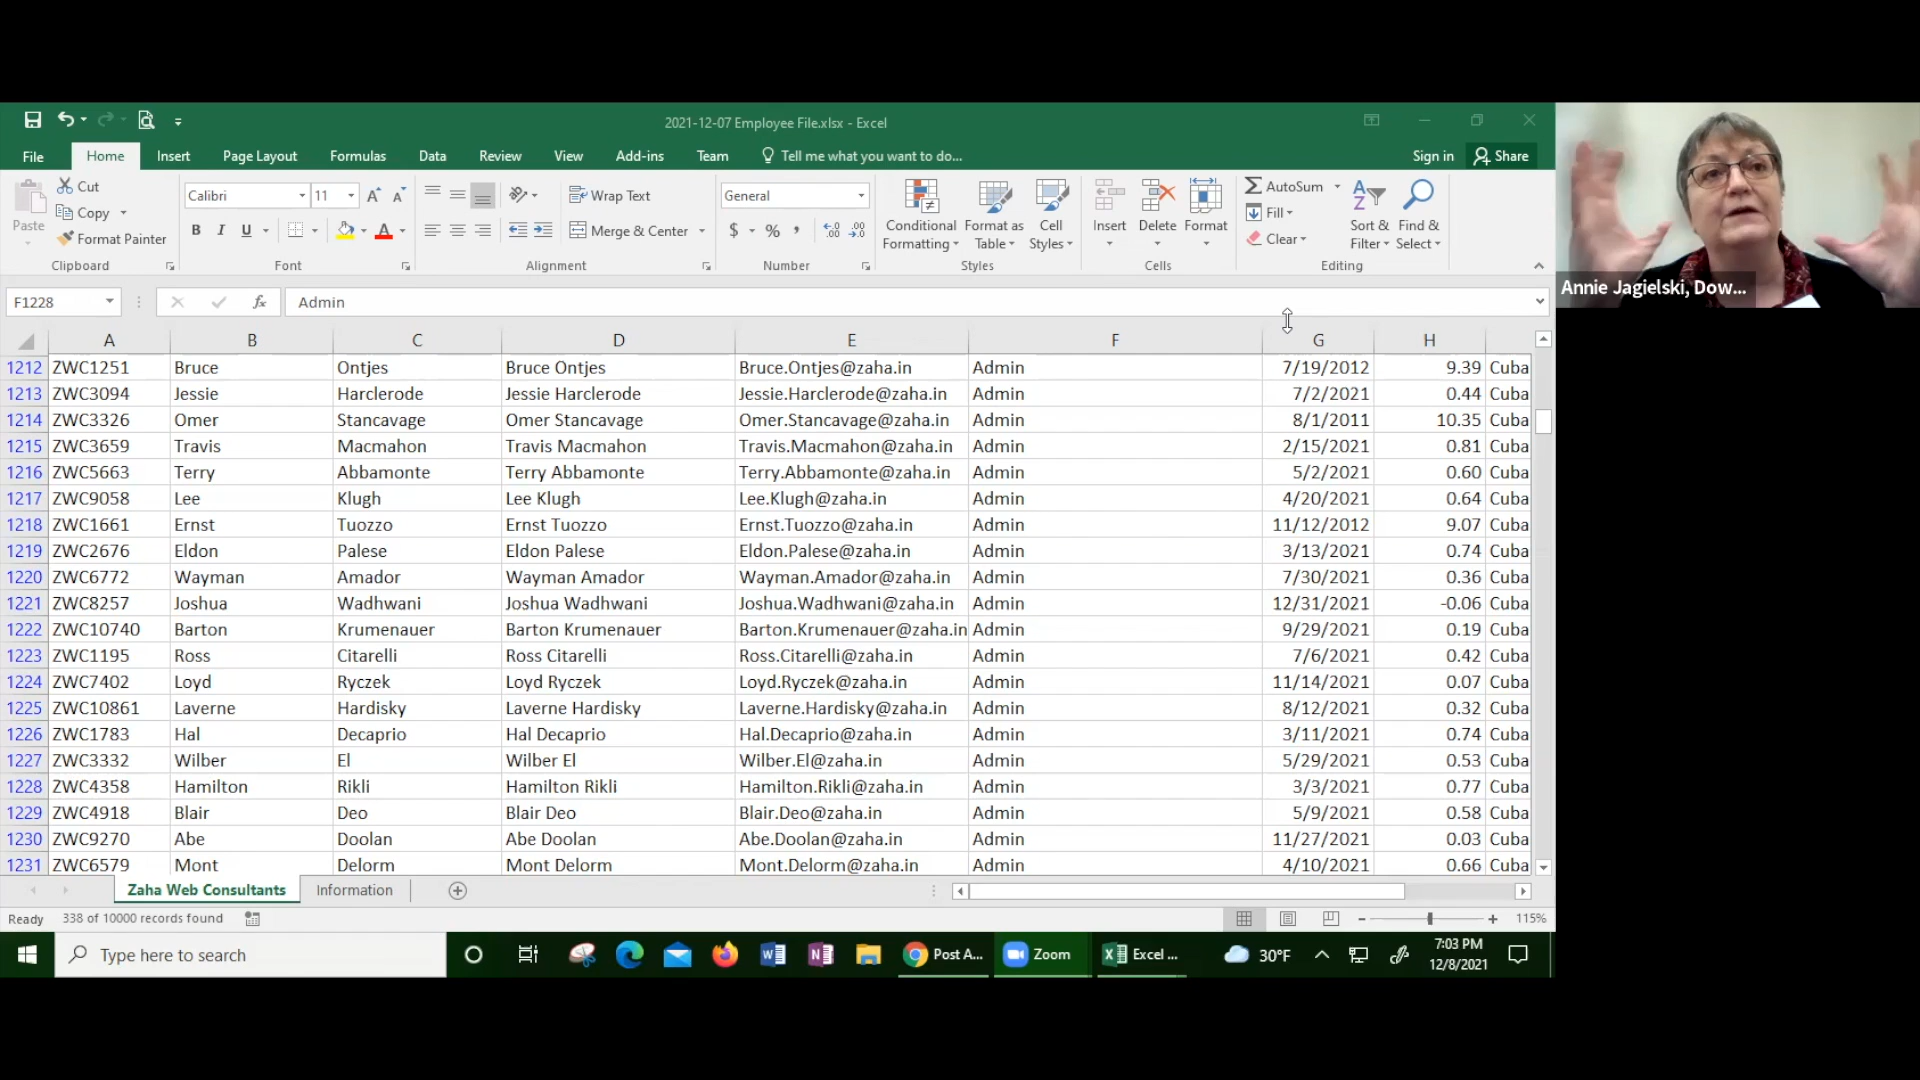 2021-12-07 Employee File.xlsx - Excel
File Home Insert Page Layout Formulas Data Review View Add-ins Team Tell me what you want to do... Sign in Share
Paste Cut Copy Format Painter Clipboard
Calibri 11 B I U Font
Wrap Text Merge & Center Alignment
General $ % , Number
Conditional Formatting Format as Table Cell Styles Styles
Insert Delete Format Cells
AutoSum Fill Clear Sort & Filter Find & Select Editing
Annie Jagielski, Dow...
F1228 fx Admin
A B C D E F G H
1212 ZWC1251 Bruce Ontjes Bruce Ontjes Bruce.Ontjes@zaha.in Admin 7/19/2012 9.39 Cuba
1213 ZWC3094 Jessie Harclerode Jessie Harclerode Jessie.Harclerode@zaha.in Admin 7/2/2021 0.44 Cuba
1214 ZWC3326 Omer Stancavage Omer Stancavage Omer.Stancavage@zaha.in Admin 8/1/2011 10.35 Cuba
1215 ZWC3659 Travis Macmahon Travis Macmahon Travis.Macmahon@zaha.in Admin 2/15/2021 0.81 Cuba
1216 ZWC5663 Terry Abbamonte Terry Abbamonte Terry.Abbamonte@zaha.in Admin 5/2/2021 0.60 Cuba
1217 ZWC9058 Lee Klugh Lee Klugh Lee.Klugh@zaha.in Admin 4/20/2021 0.64 Cuba
1218 ZWC1661 Ernst Tuozzo Ernst Tuozzo Ernst.Tuozzo@zaha.in Admin 11/12/2012 9.07 Cuba
1219 ZWC2676 Eldon Palese Eldon Palese Eldon.Palese@zaha.in Admin 3/13/2021 0.74 Cuba
1220 ZWC6772 Wayman Amador Wayman Amador Wayman.Amador@zaha.in Admin 7/30/2021 0.36 Cuba
1221 ZWC8257 Joshua Wadhwani Joshua Wadhwani Joshua.Wadhwani@zaha.in Admin 12/31/2021 -0.06 Cuba
1222 ZWC10740 Barton Krumenauer Barton Krumenauer Barton.Krumenauer@zaha.in Admin 9/29/2021 0.19 Cuba
1223 ZWC1195 Ross Citarelli Ross Citarelli Ross.Citarelli@zaha.in Admin 7/6/2021 0.42 Cuba
1224 ZWC7402 Loyd Ryczek Loyd Ryczek Loyd.Ryczek@zaha.in Admin 11/14/2021 0.07 Cuba
1225 ZWC10861 Laverne Hardisky Laverne Hardisky Laverne.Hardisky@zaha.in Admin 8/12/2021 0.32 Cuba
1226 ZWC1783 Hal Decaprio Hal Decaprio Hal.Decaprio@zaha.in Admin 3/11/2021 0.74 Cuba
1227 ZWC3332 Wilber El Wilber El Wilber.El@zaha.in Admin 5/29/2021 0.53 Cuba
1228 ZWC4358 Hamilton Rikli Hamilton Rikli Hamilton.Rikli@zaha.in Admin 3/3/2021 0.77 Cuba
1229 ZWC4918 Blair Deo Blair Deo Blair.Deo@zaha.in Admin 5/9/2021 0.58 Cuba
1230 ZWC9270 Abe Doolan Abe Doolan Abe.Doolan@zaha.in Admin 11/27/2021 0.03 Cuba
1231 ZWC6579 Mont Delorm Mont Delorm Mont.Delorm@zaha.in Admin 4/10/2021 0.66 Cuba
Zaha Web Consultants Information
Ready 338 of 10000 records found 115%
Type here to search Post A... Zoom Excel ... 30°F 7:03 PM
12/8/2021